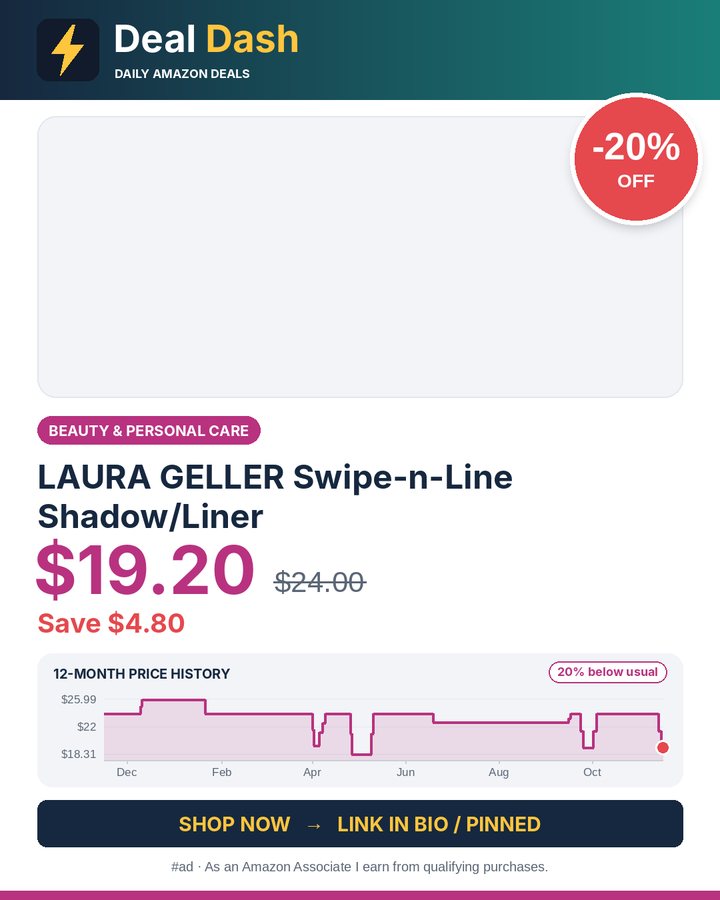 Deal Dash
DAILY AMAZON DEALS
-20%
OFF
BEAUTY & PERSONAL CARE
LAURA GELLER Swipe-n-Line
Shadow/Liner
$19.20 $24.00
Save $4.80
12-MONTH PRICE HISTORY
20% below usual
$25.99
$22
$18.31
Dec Feb Apr Jun Aug Oct
SHOP NOW → LINK IN BIO / PINNED
#ad · As an Amazon Associate I earn from qualifying purchases.